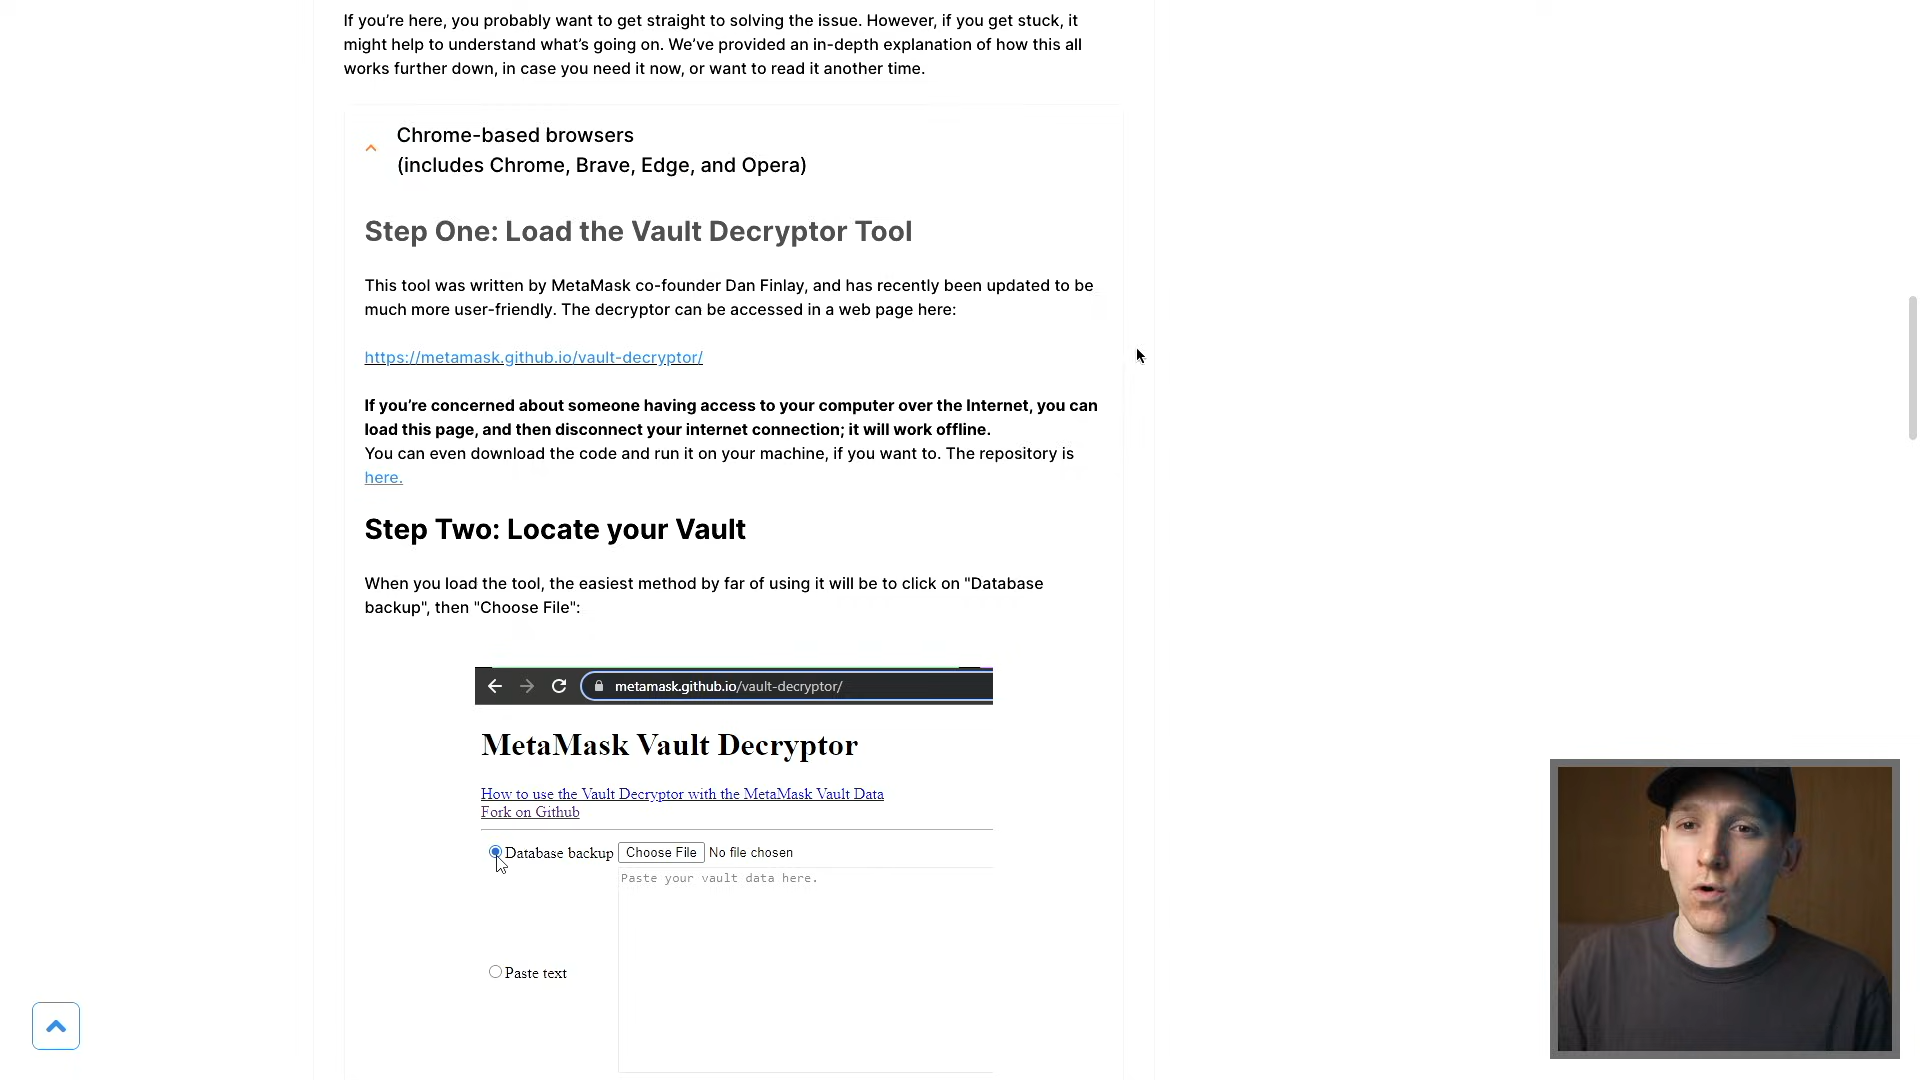 If you’re here, you probably want to get straight to solving the issue. However, if you get stuck, it
might help to understand what’s going on. We’ve provided an in-depth explanation of how this all
works further down, in case you need it now, or want to read it another time.
Chrome-based browsers
(includes Chrome, Brave, Edge, and Opera)
Step One: Load the Vault Decryptor Tool
This tool was written by MetaMask co-founder Dan Finlay, and has recently been updated to be
much more user-friendly. The decryptor can be accessed in a web page here:
https://metamask.github.io/vault-decryptor/
If you’re concerned about someone having access to your computer over the Internet, you can
load this page, and then disconnect your internet connection; it will work offline.
You can even download the code and run it on your machine, if you want to. The repository is
here.
Step Two: Locate your Vault
When you load the tool, the easiest method by far of using it will be to click on "Database
backup", then "Choose File":
metamask.github.io/vault-decryptor/
MetaMask Vault Decryptor
How to use the Vault Decryptor with the MetaMask Vault Data
Fork on Github
Database backup Choose File No file chosen
Paste your vault data here.
Paste text